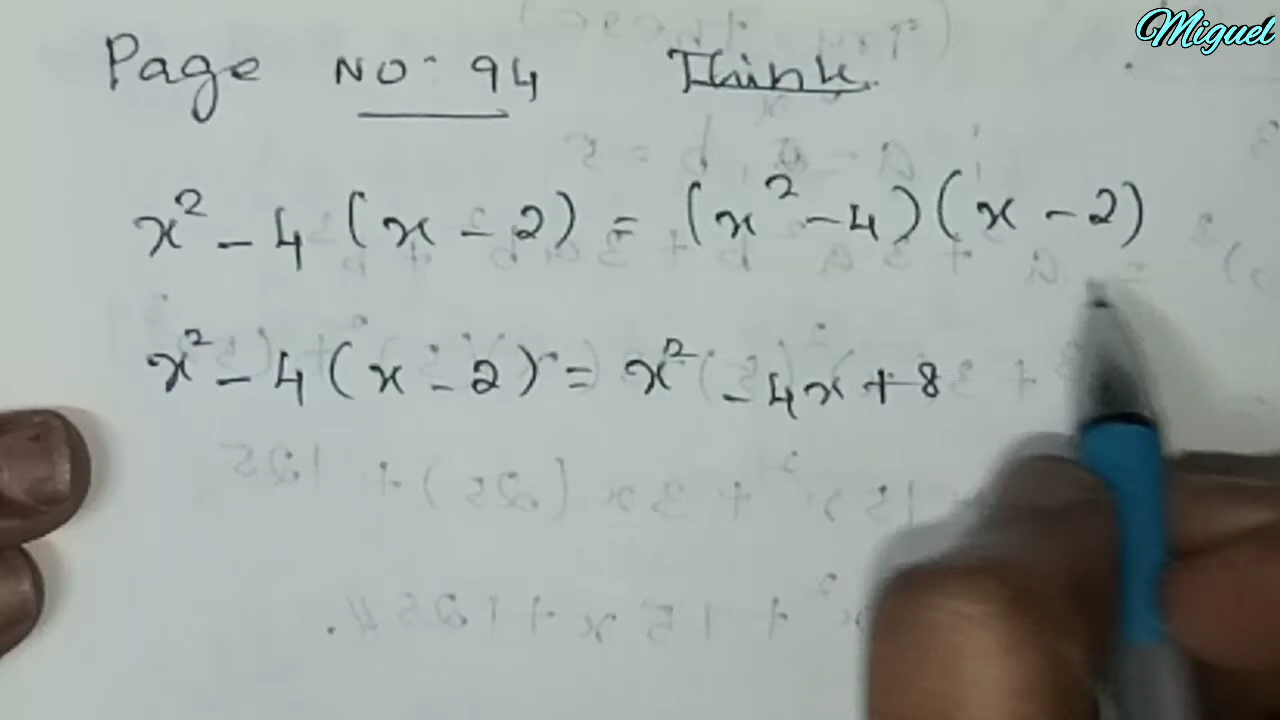 Miguel
Page No: 94 Think
x² - 4 (x - 2) = (x² - 4)(x - 2)
x² - 4 (x - 2) = x² - 4x + 8